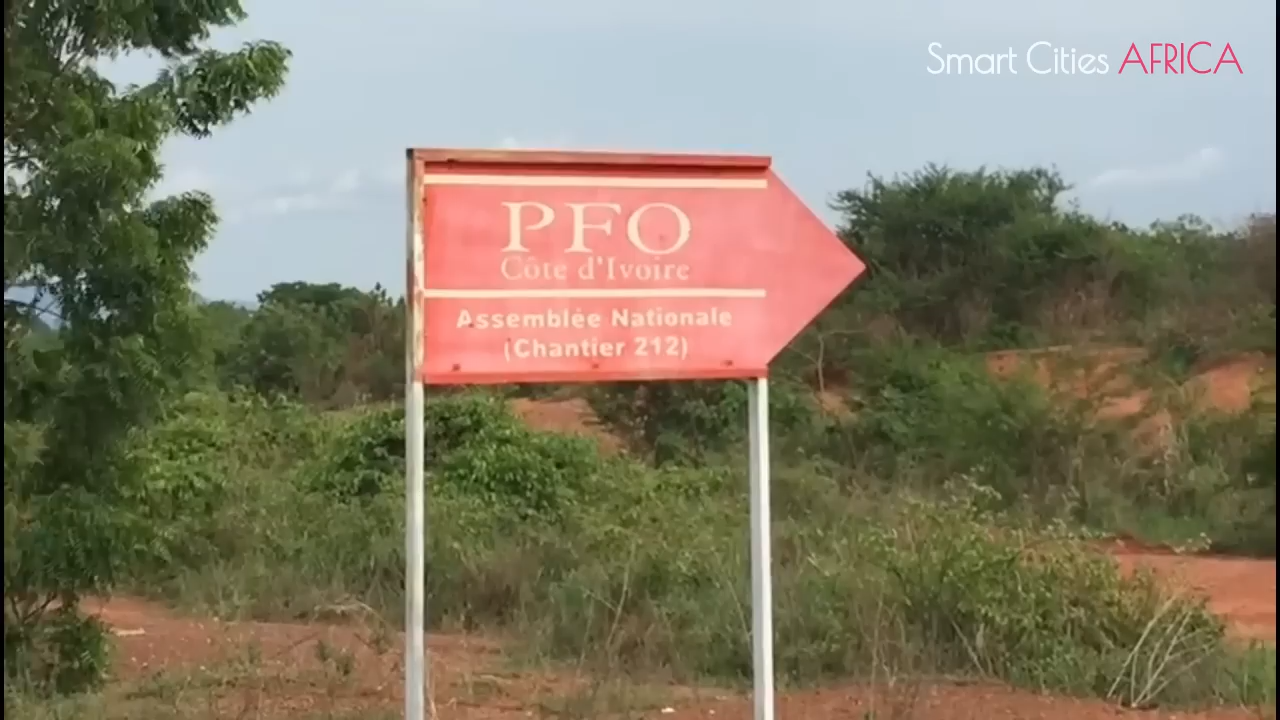 Smart Cities AFRICA
PFO
Côte d'Ivoire
Assemblée Nationale
(Chantier 212)